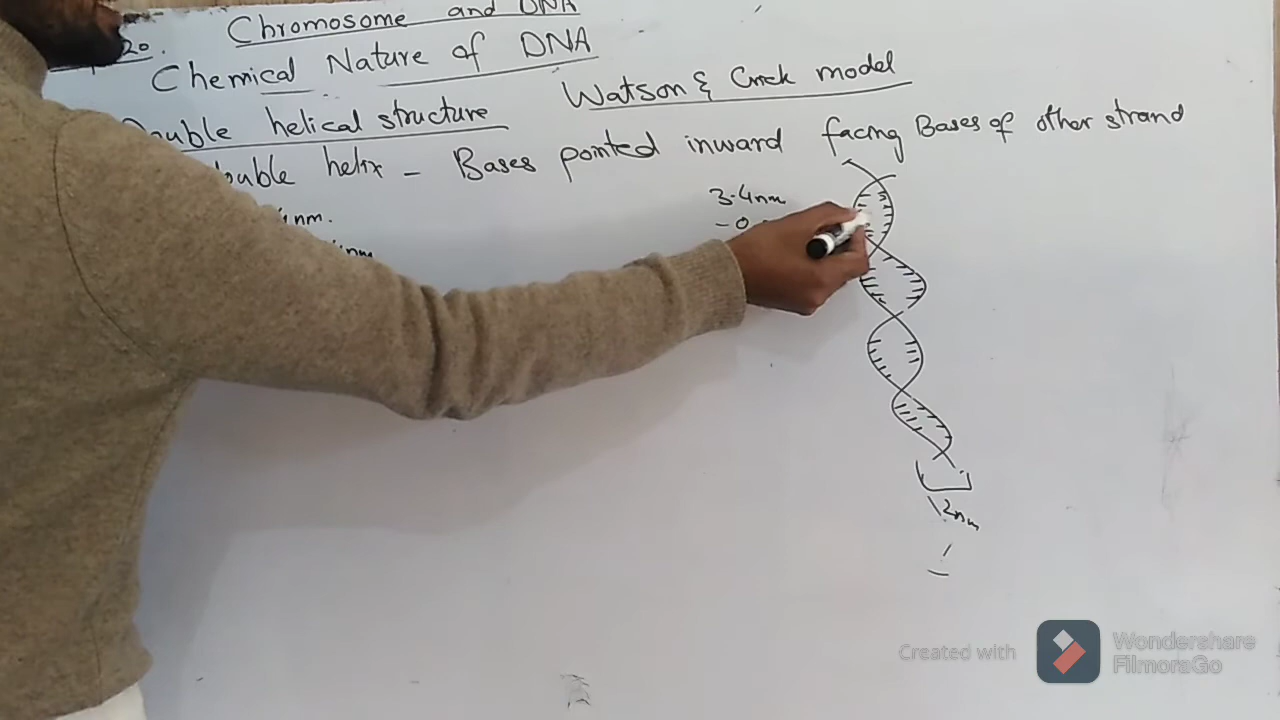 20. Chromosome and DNA
Chemical Nature of DNA
Double helical structure Watson & Crick model
double helix - Bases pointed inward facing Bases of other strand
3.4nm
nm.
nm
2nm
Created with Wondershare FilmoraGo